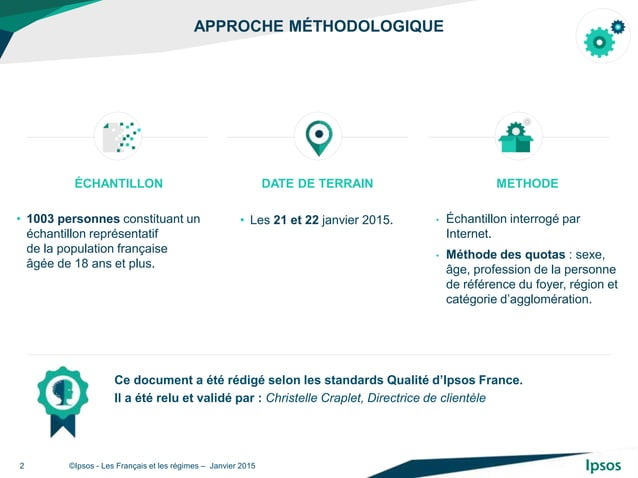 APPROCHE MÉTHODOLOGIQUE
ÉCHANTILLON
• 1003 personnes constituant un
échantillon représentatif
de la population française
âgée de 18 ans et plus.
DATE DE TERRAIN
• Les 21 et 22 janvier 2015.
METHODE
• Échantillon interrogé par
Internet.
• Méthode des quotas : sexe,
âge, profession de la personne
de référence du foyer, région et
catégorie d’agglomération.
Ce document a été rédigé selon les standards Qualité d’Ipsos France.
Il a été relu et validé par : Christelle Craplet, Directrice de clientèle
2 ©Ipsos - Les Français et les régimes – Janvier 2015
Ipsos